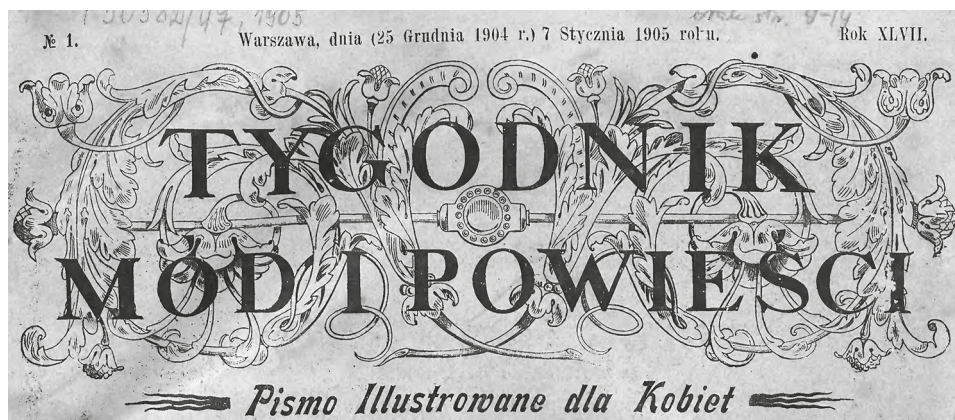 № 1. Warszawa, dnia (25 Grudnia 1904 r.) 7 Stycznia 1905 roku. Rok XLVII.
TYGODNIK
MÓD I POWIEŚCI
Pismo Illustrowane dla Kobiet